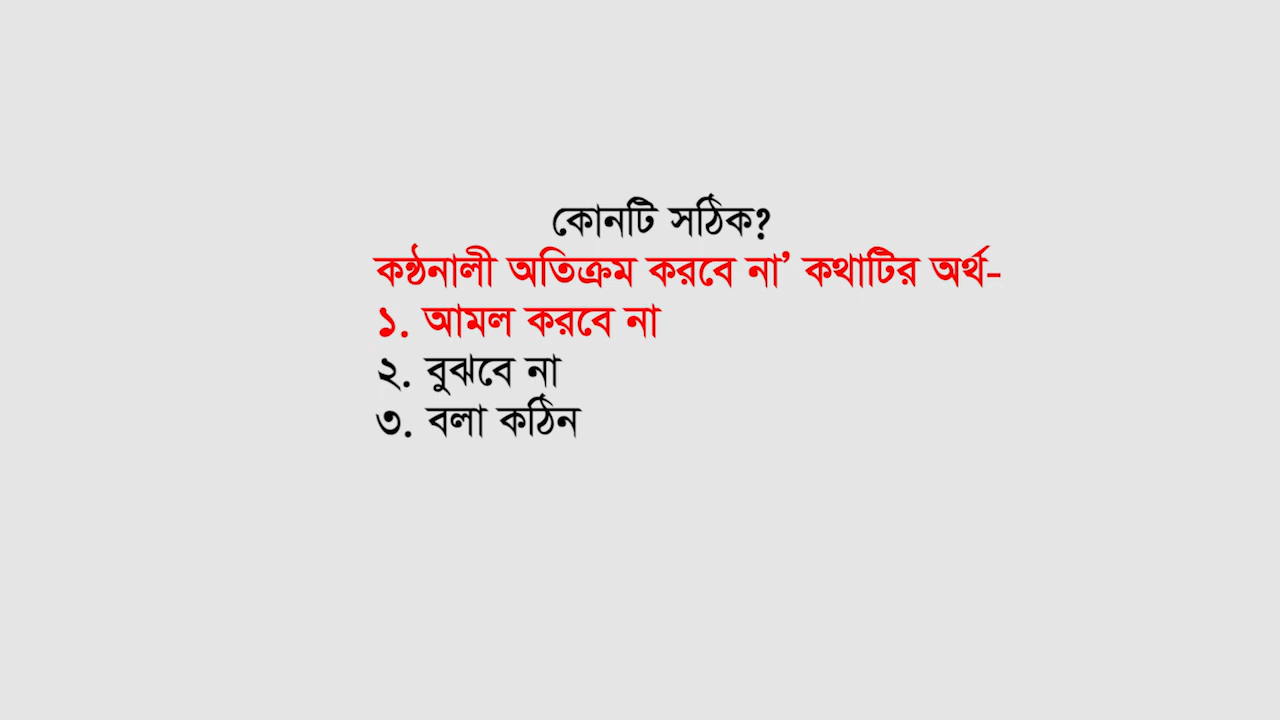 কোনটি সঠিক?
কন্ঠনালী অতিক্রম করবে না’ কথাটির অর্থ-
১. আমল করবে না
২. বুঝবে না
৩. বলা কঠিন